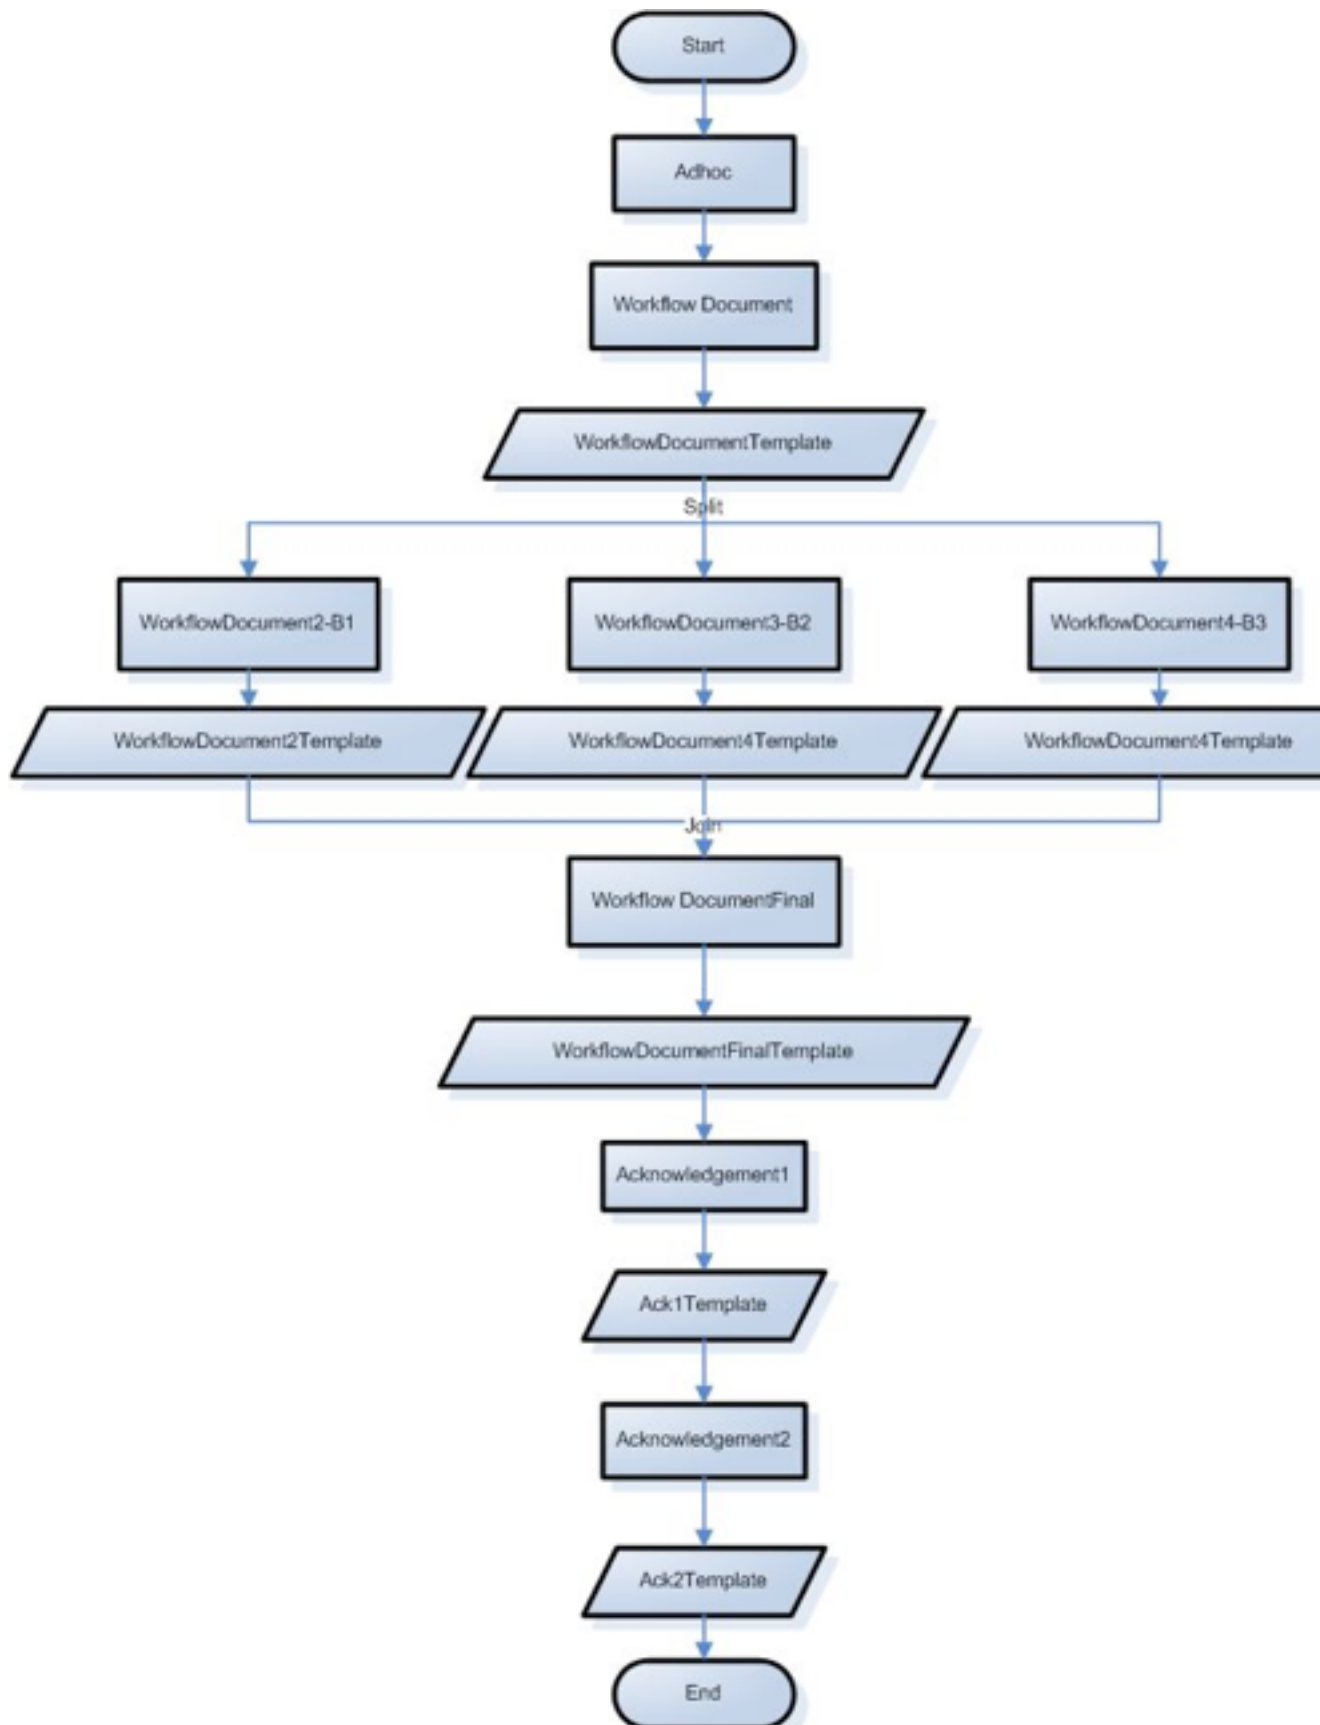 Start
Adhoc
Workflow Document
WorkflowDocumentTemplate
Split
WorkflowDocument2-B1
WorkflowDocument3-B2
WorkflowDocument4-B3
WorkflowDocument2Template
WorkflowDocument4Template
WorkflowDocument4Template
Join
Workflow DocumentFinal
WorkflowDocumentFinalTemplate
Acknowledgement1
Ack1Template
Acknowledgement2
Ack2Template
End